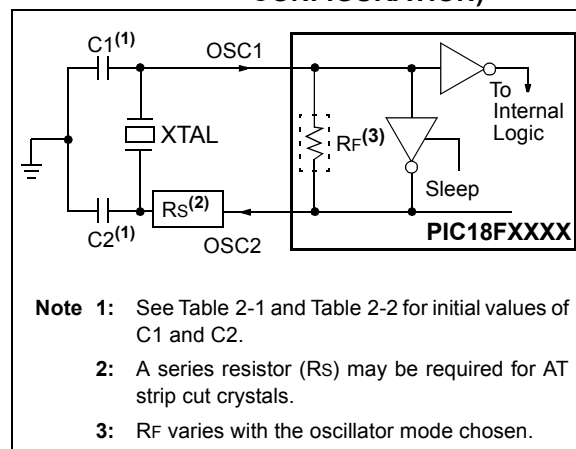 CONFIGURATION)
C1(1)
OSC1
To
Internal
Logic
XTAL
RF(3)
Sleep
RS(2)
C2(1)
OSC2
PIC18FXXXX
Note 1: See Table 2-1 and Table 2-2 for initial values of
C1 and C2.
2: A series resistor (RS) may be required for AT
strip cut crystals.
3: RF varies with the oscillator mode chosen.